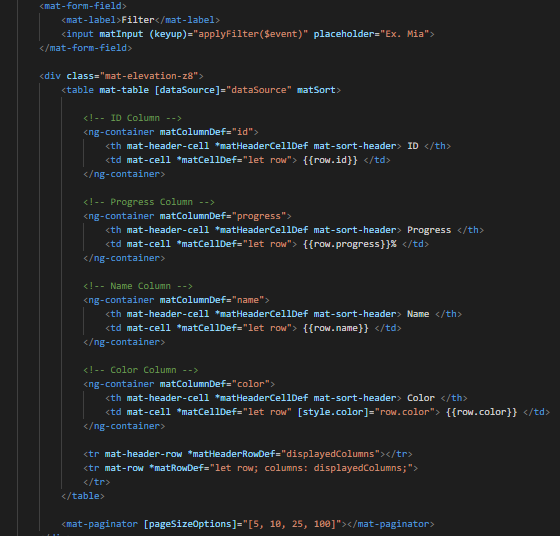 <mat-form-field>
<mat-label>Filter</mat-label>
<input matInput (keyup)="applyFilter($event)" placeholder="Ex. Mia">
</mat-form-field>
<div class="mat-elevation-z8">
<table mat-table [dataSource]="dataSource" matSort>
<!-- ID Column -->
<ng-container matColumnDef="id">
<th mat-header-cell *matHeaderCellDef mat-sort-header> ID </th>
<td mat-cell *matCellDef="let row"> {{row.id}} </td>
</ng-container>
<!-- Progress Column -->
<ng-container matColumnDef="progress">
<th mat-header-cell *matHeaderCellDef mat-sort-header> Progress </th>
<td mat-cell *matCellDef="let row"> {{row.progress}}% </td>
</ng-container>
<!-- Name Column -->
<ng-container matColumnDef="name">
<th mat-header-cell *matHeaderCellDef mat-sort-header> Name </th>
<td mat-cell *matCellDef="let row"> {{row.name}} </td>
</ng-container>
<!-- Color Column -->
<ng-container matColumnDef="color">
<th mat-header-cell *matHeaderCellDef mat-sort-header> Color </th>
<td mat-cell *matCellDef="let row" [style.color]="row.color"> {{row.color}} </td>
</ng-container>
<tr mat-header-row *matHeaderRowDef="displayedColumns"></tr>
<tr mat-row *matRowDef="let row; columns: displayedColumns;">
</tr>
</table>
<mat-paginator [pageSizeOptions]="[5, 10, 25, 100]"></mat-paginator>